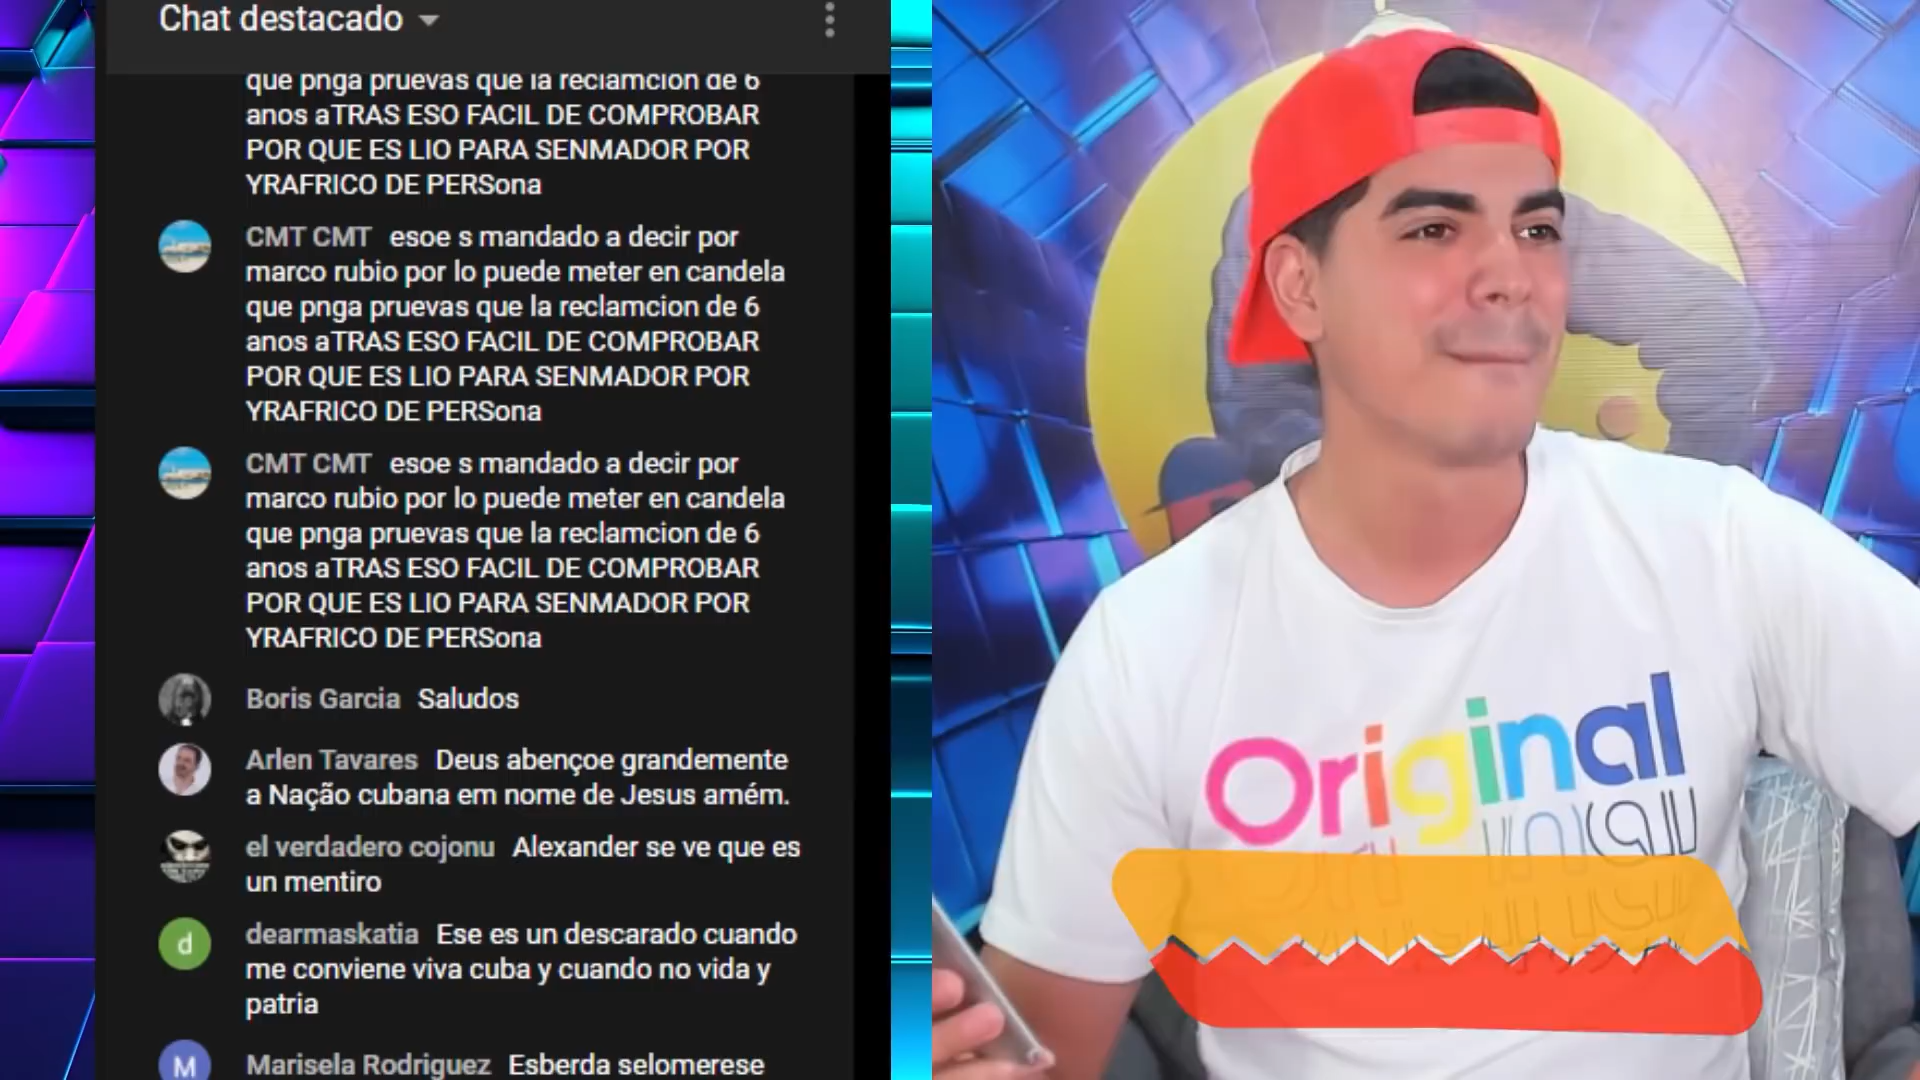 Chat destacado
que pnga pruevas que la reclamcion de 6
anos aTRAS ESO FACIL DE COMPROBAR
POR QUE ES LIO PARA SENMADOR POR
YRAFRICO DE PERSona
CMT CMT esoe s mandado a decir por
marco rubio por lo puede meter en candela
que pnga pruevas que la reclamcion de 6
anos aTRAS ESO FACIL DE COMPROBAR
POR QUE ES LIO PARA SENMADOR POR
YRAFRICO DE PERSona
CMT CMT esoe s mandado a decir por
marco rubio por lo puede meter en candela
que pnga pruevas que la reclamcion de 6
anos aTRAS ESO FACIL DE COMPROBAR
POR QUE ES LIO PARA SENMADOR POR
YRAFRICO DE PERSona
Boris Garcia Saludos
Arlen Tavares Deus abençoe grandemente
a Nação cubana em nome de Jesus amém.
el verdadero cojonu Alexander se ve que es
un mentiro
d
dearmaskatia Ese es un descarado cuando
me conviene viva cuba y cuando no vida y
patria
M
Marisela Rodriguez Esberda selomerese
Original